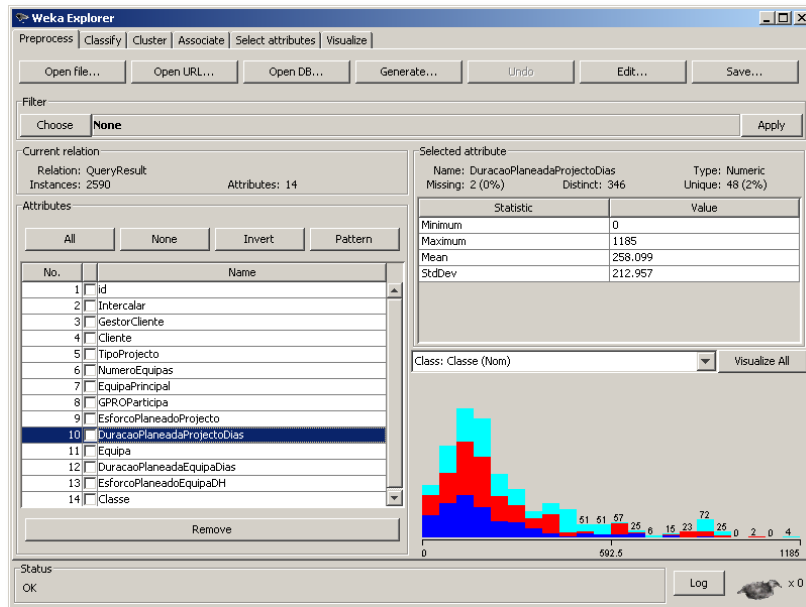 Weka Explorer
Preprocess Classify Cluster Associate Select attributes Visualize
Open file... Open URL... Open DB... Generate... Undo Edit... Save...
Filter
Choose None Apply
Current relation
Relation: QueryResult
Instances: 2590 Attributes: 14
Attributes
All None Invert Pattern
No. Name
1 id
2 Intercalar
3 GestorCliente
4 Cliente
5 TipoProjecto
6 NumeroEquipas
7 EquipaPrincipal
8 GPROParticipa
9 EsforcoPlaneadoProjecto
10 DuracaoPlaneadaProjectoDias
11 Equipa
12 DuracaoPlaneadaEquipaDias
13 EsforcoPlaneadoEquipaDH
14 Classe
Remove
Selected attribute
Name: DuracaoPlaneadaProjectoDias Type: Numeric
Missing: 2 (0%) Distinct: 346 Unique: 48 (2%)
Statistic Value
Minimum 0
Maximum 1185
Mean 258.099
StdDev 212.957
Class: Classe (Nom) Visualize All
51 51 57 25 6 15 23 72 25 0 2 0 4
0 592.5 1185
Status
OK Log x 0